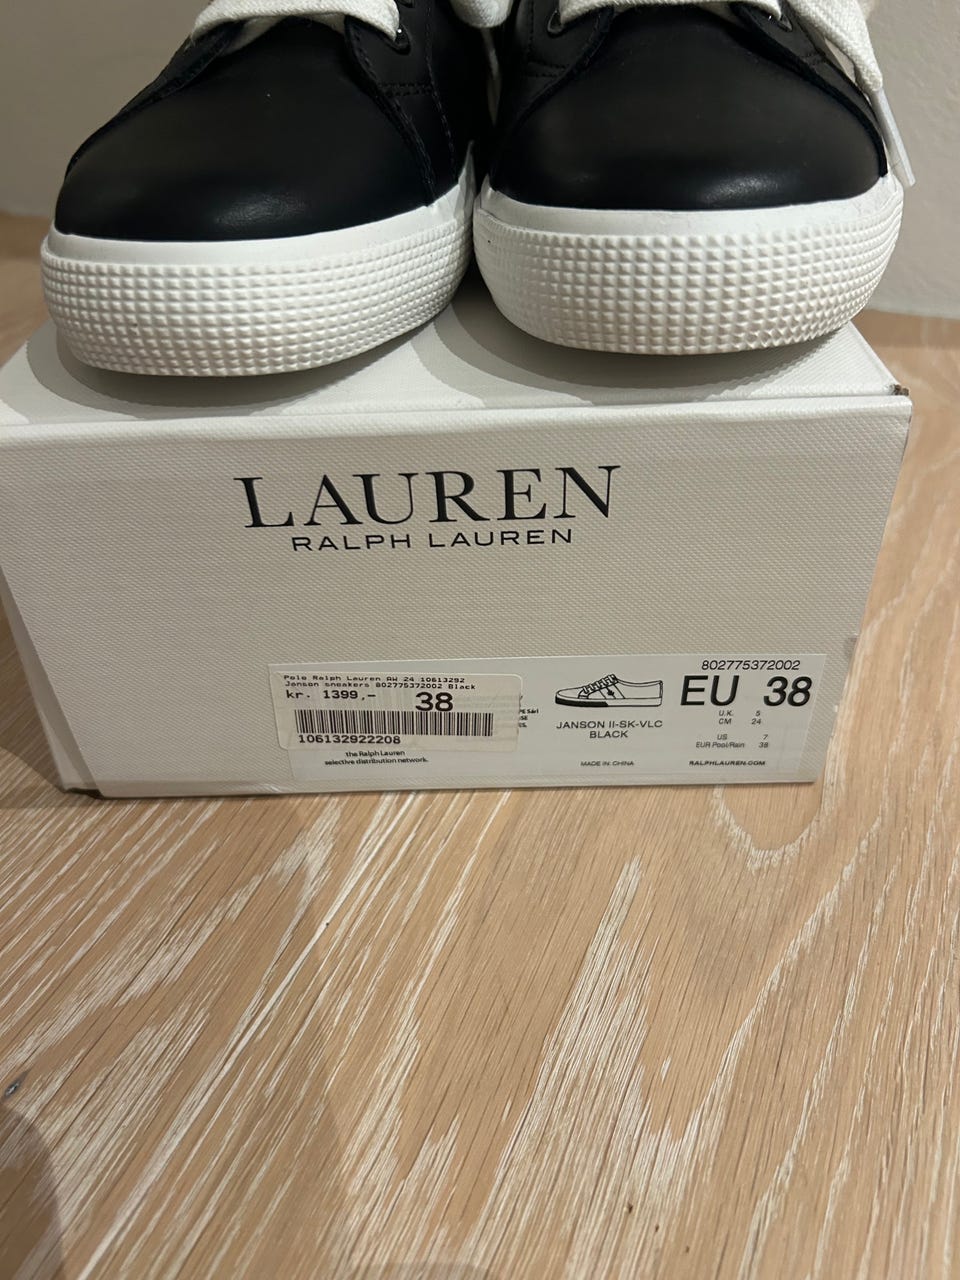 LAUREN
RALPH LAUREN
Polo Ralph Lauren AW 24 10613292
Janson sneakers 802775372002 Black
kr. 1399,- 38
106132922208
the Ralph Lauren
selective distribution network.
JANSON II-SK-VLC
BLACK
MADE IN CHINA
802775372002
EU 38
U.K. 5
CM 24
US 7
EUR Pool/Rain 38
RALPHLAUREN.COM